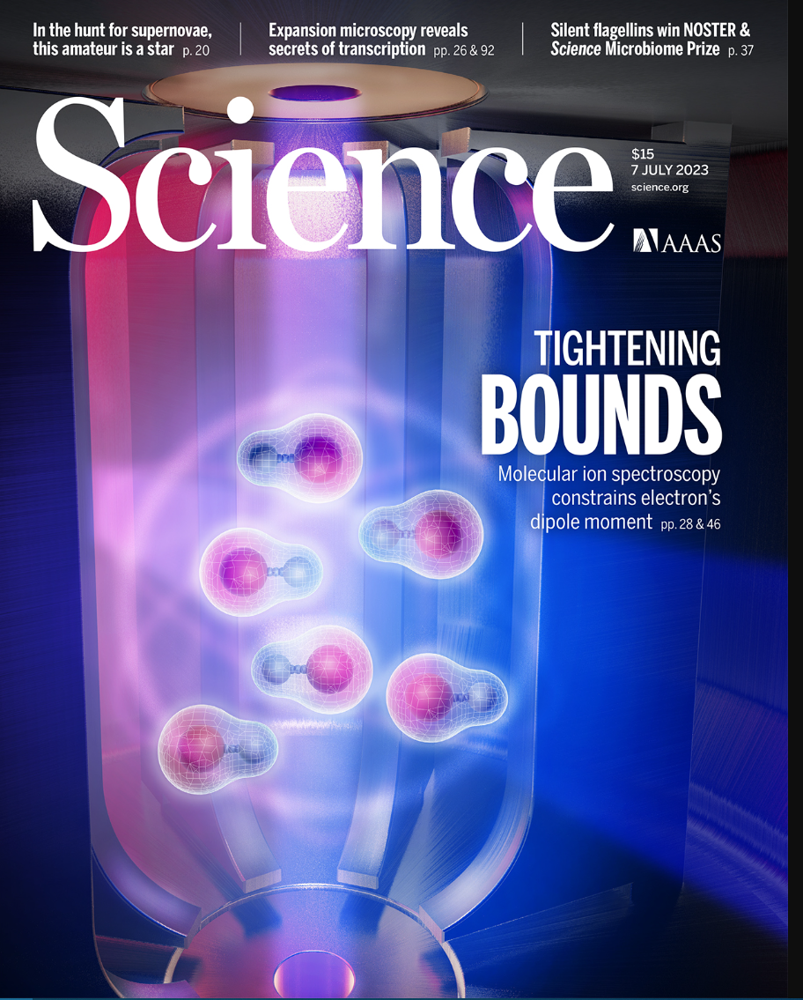 In the hunt for supernovae,
this amateur is a star p. 20
Expansion microscopy reveals
secrets of transcription pp. 26 & 92
Silent flagellins win NOSTER &
Science Microbiome Prize p. 37
Science
$15
7 JULY 2023
science.org
AAAS
TIGHTENING
BOUNDS
Molecular ion spectroscopy
constrains electron’s
dipole moment pp. 28 & 46